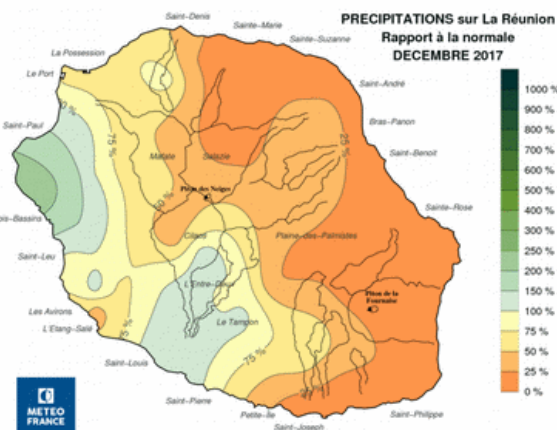 PRECIPITATIONS sur La Réunion
Rapport à la normale
DECEMBRE 2017
Saint-Denis
Sainte-Marie
Sainte-Suzanne
La Possession
Le Port
Saint-André
Saint-Paul
Bras-Panon
75 %
25 %
Mafate
Salazie
Saint-Benoit
Piton des Neiges
50 %
Sainte-Rose
ois-Bassins
Cilaos
Plaine-des-Palmistes
Saint-Leu
L'Entre-Deux
Piton de la
Fournaise
Les Avirons
L'Etang-Salé
Le Tampon
75 %
Saint-Louis
Saint-Pierre
Petite-Île
Saint-Joseph
Saint-Philippe
1000 %
900 %
800 %
700 %
600 %
500 %
400 %
300 %
250 %
200 %
150 %
100 %
75 %
50 %
25 %
0 %
METEO
FRANCE